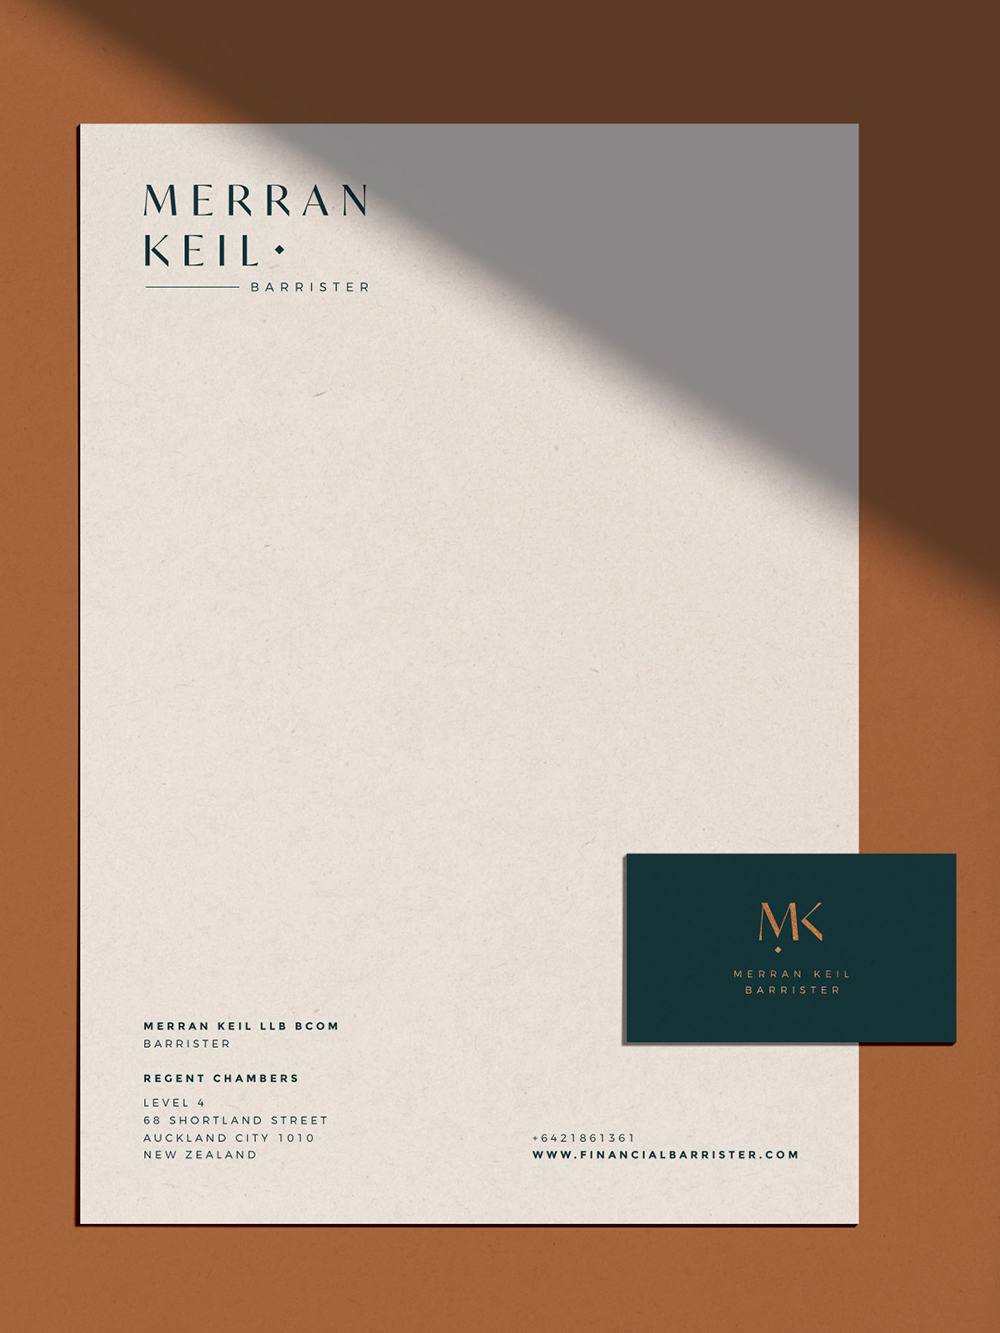 MERRAN
KEIL
BARRISTER
MK
MERRAN KEIL
BARRISTER
MERRAN KEIL LLB BCOM
BARRISTER
REGENT CHAMBERS
LEVEL 4
68 SHORTLAND STREET
AUCKLAND CITY 1010
NEW ZEALAND
+6421861361
WWW.FINANCIALBARRISTER.COM